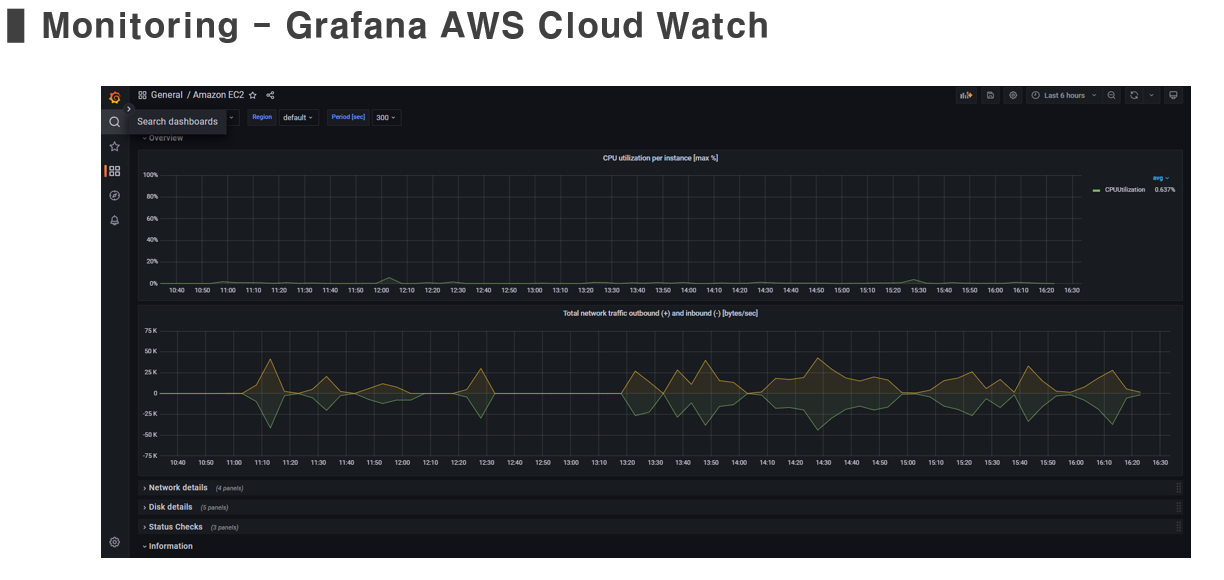 Monitoring - Grafana AWS Cloud Watch
General / Amazon EC2
Last 6 hours
Search dashboards
Region default
Period [sec] 300
Overview
CPU utilization per instance [max %]
avg
CPUUtilization 0.637%
100%
80%
60%
40%
20%
0%
10:40 10:50 11:00 11:10 11:20 11:30 11:40 11:50 12:00 12:10 12:20 12:30 12:40 12:50 13:00 13:10 13:20 13:30 13:40 13:50 14:00 14:10 14:20 14:30 14:40 14:50 15:00 15:10 15:20 15:30 15:40 15:50 16:00 16:10 16:20 16:30
Total network traffic outbound (+) and inbound (-) [bytes/sec]
75 K
50 K
25 K
0
-25 K
-50 K
-75 K
10:40 10:50 11:00 11:10 11:20 11:30 11:40 11:50 12:00 12:10 12:20 12:30 12:40 12:50 13:00 13:10 13:20 13:30 13:40 13:50 14:00 14:10 14:20 14:30 14:40 14:50 15:00 15:10 15:20 15:30 15:40 15:50 16:00 16:10 16:20 16:30
Network details (4 panels)
Disk details (5 panels)
Status Checks (3 panels)
Information